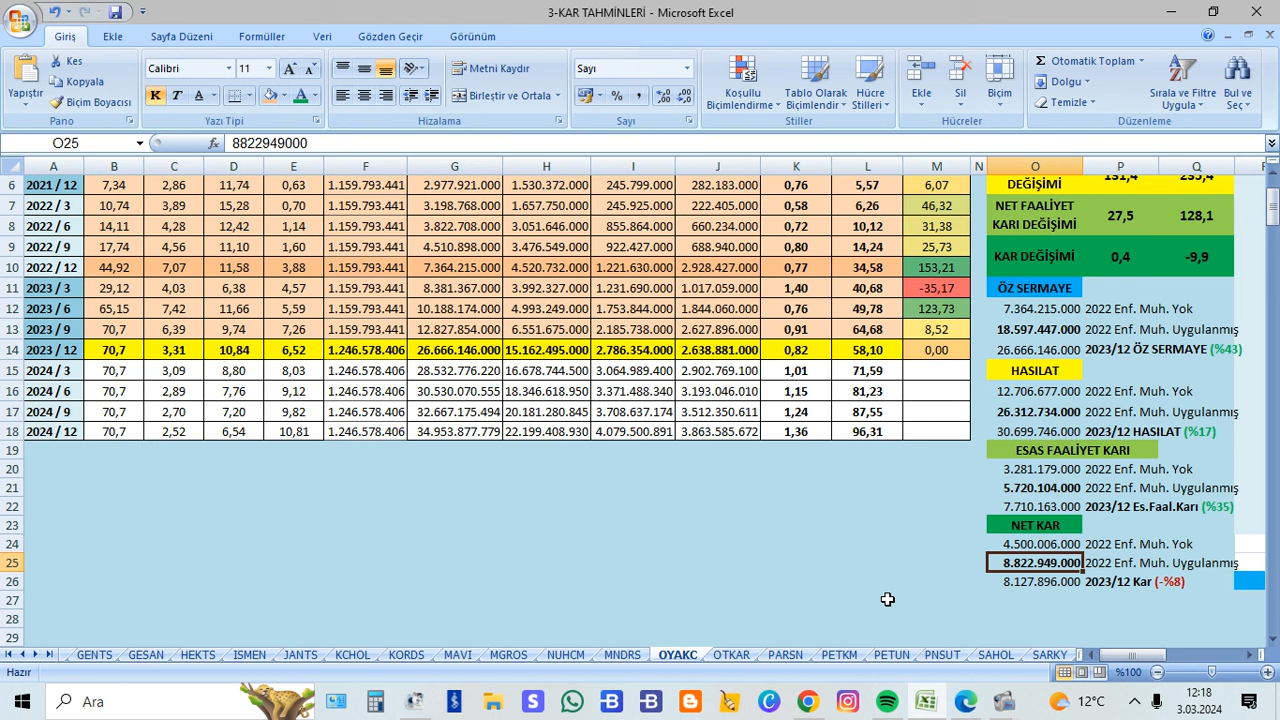 3-KAR TAHMİNLERİ - Microsoft Excel
Giriş Ekle Sayfa Düzeni Formüller Veri Gözden Geçir Görünüm
Yapıştır Kes Kopyala Biçim Boyacısı Pano
Calibri 11 K T A A A Yazı Tipi
Metni Kaydır Birleştir ve Ortala Hizalama
Sayı % Sayı
Koşullu Biçimlendirme Tablo Olarak Biçimlendir Hücre Stilleri Stiller
Ekle Sil Biçim Hücreler
Σ Otomatik Toplam Dolgu Temizle Sırala ve Filtre Uygula Bul ve Seç Düzenleme
O25 fx 8822949000
A B C D E F G H I J K L M N O P Q
6 2021 / 12 7,34 2,86 11,74 0,63 1.159.793.441 2.977.921.000 1.530.372.000 245.799.000 282.183.000 0,76 5,57 6,07 DEĞİŞİMİ
7 2022 / 3 10,74 3,89 15,28 0,70 1.159.793.441 3.198.768.000 1.657.750.000 245.925.000 222.405.000 0,58 6,26 46,32 NET FAALİYET
8 2022 / 6 14,11 4,28 12,42 1,14 1.159.793.441 3.822.708.000 3.051.646.000 855.864.000 660.234.000 0,72 10,12 31,38 KARI DEĞİŞİMİ 27,5 128,1
9 2022 / 9 17,74 4,56 11,10 1,60 1.159.793.441 4.510.898.000 3.476.549.000 922.427.000 688.940.000 0,80 14,24 25,73 KAR DEĞİŞİMİ 0,4 -9,9
10 2022 / 12 44,92 7,07 11,58 3,88 1.159.793.441 7.364.215.000 4.520.732.000 1.221.630.000 2.928.427.000 0,77 34,58 153,21
11 2023 / 3 29,12 4,03 6,38 4,57 1.159.793.441 8.381.367.000 3.992.327.000 1.231.690.000 1.017.059.000 1,40 40,68 -35,17 ÖZ SERMAYE
12 2023 / 6 65,15 7,42 11,66 5,59 1.159.793.441 10.188.174.000 4.993.249.000 1.753.844.000 1.844.060.000 0,76 49,78 123,73 7.364.215.000 2022 Enf. Muh. Yok
13 2023 / 9 70,7 6,39 9,74 7,26 1.159.793.441 12.827.854.000 6.551.675.000 2.185.738.000 2.627.896.000 0,91 64,68 8,52 18.597.447.000 2022 Enf. Muh. Uygulanmış
14 2023 / 12 70,7 3,31 10,84 6,52 1.246.578.406 26.666.146.000 15.162.495.000 2.786.354.000 2.638.881.000 0,82 58,10 0,00 26.666.146.000 2023/12 ÖZ SERMAYE (%43)
15 2024 / 3 70,7 3,09 8,80 8,03 1.246.578.406 28.532.776.220 16.678.744.500 3.064.989.400 2.902.769.100 1,01 71,59 HASILAT
16 2024 / 6 70,7 2,89 7,76 9,12 1.246.578.406 30.530.070.555 18.346.618.950 3.371.488.340 3.193.046.010 1,15 81,23 12.706.677.000 2022 Enf. Muh. Yok
17 2024 / 9 70,7 2,70 7,20 9,82 1.246.578.406 32.667.175.494 20.181.280.845 3.708.637.174 3.512.350.611 1,24 87,55 26.312.734.000 2022 Enf. Muh. Uygulanmış
18 2024 / 12 70,7 2,52 6,54 10,81 1.246.578.406 34.953.877.779 22.199.408.930 4.079.500.891 3.863.585.672 1,36 96,31 30.699.746.000 2023/12 HASILAT (%17)
19 ESAS FAALİYET KARI
20 3.281.179.000 2022 Enf. Muh. Yok
21 5.720.104.000 2022 Enf. Muh. Uygulanmış
22 7.710.163.000 2023/12 Es.Faal.Karı (%35)
23 NET KAR
24 4.500.006.000 2022 Enf. Muh. Yok
25 8.822.949.000 2022 Enf. Muh. Uygulanmış
26 8.127.896.000 2023/12 Kar (-%8)
27
28
29
GENTS GESAN HEKTS ISMEN JANTS KCHOL KORDS MAVI MGROS NUHCM MNDRS OYAKC OTKAR PARSN PETKM PETUN PNSUT SAHOL SARKY
Hazır %100
Ara 12°C 12:18
3.03.2024